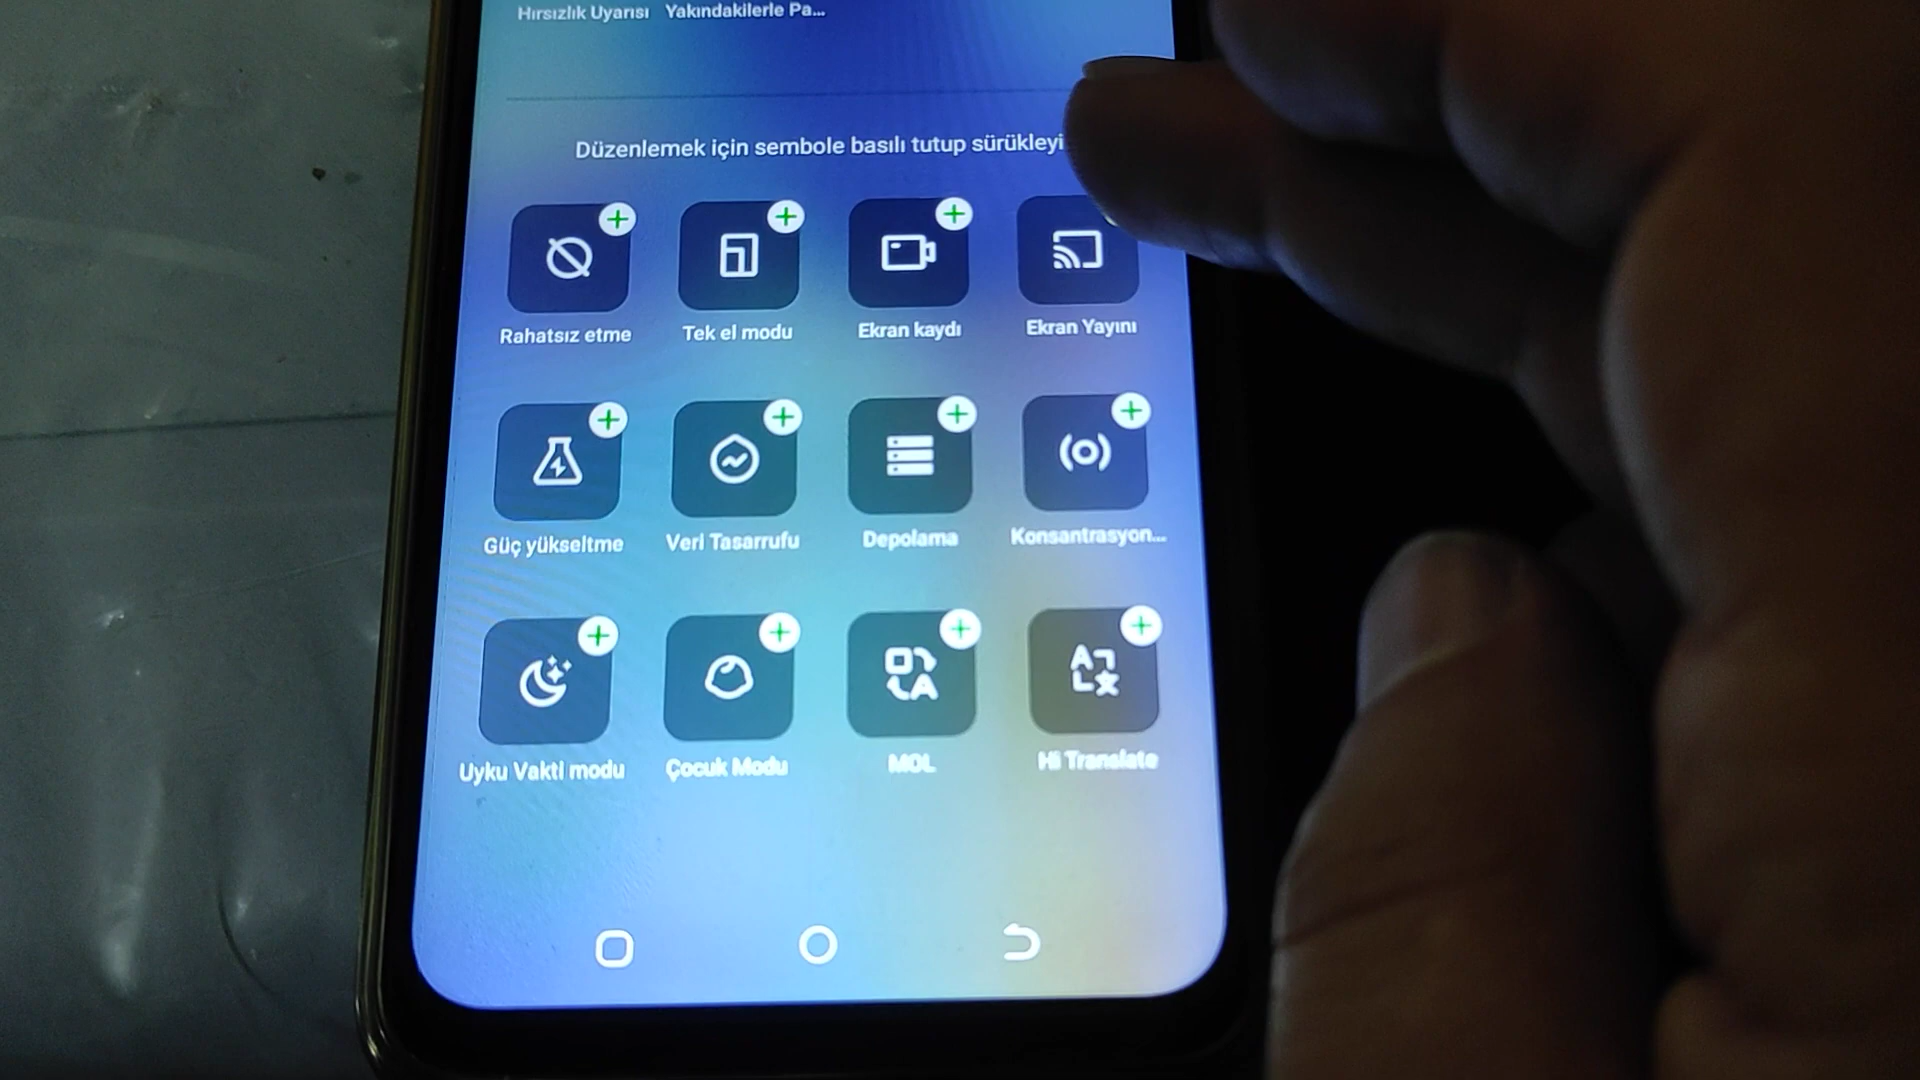 Hırsızlık Uyarısı Yakındakilerle Pa...
Düzenlemek için sembole basılı tutup sürükleyi
Rahatsız etme Tek el modu Ekran kaydı Ekran Yayını
Güç yükseltme Veri Tasarrufu Depolama Konsantrasyon...
Uyku Vakti modu Çocuk Modu MOL Hi Translate